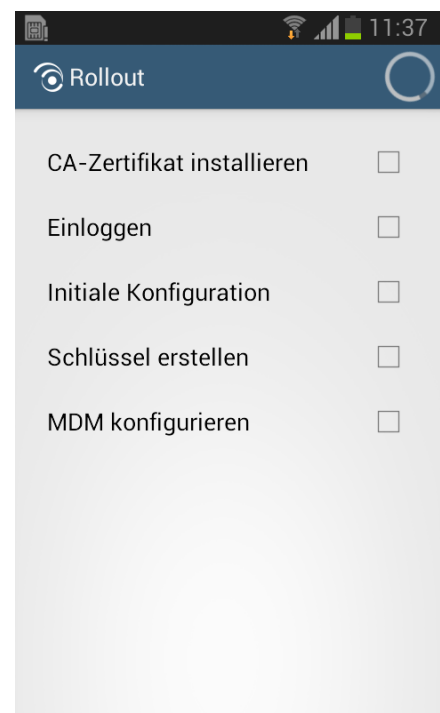 11:37
Rollout
CA-Zertifikat installieren
Einloggen
Initiale Konfiguration
Schlüssel erstellen
MDM konfigurieren